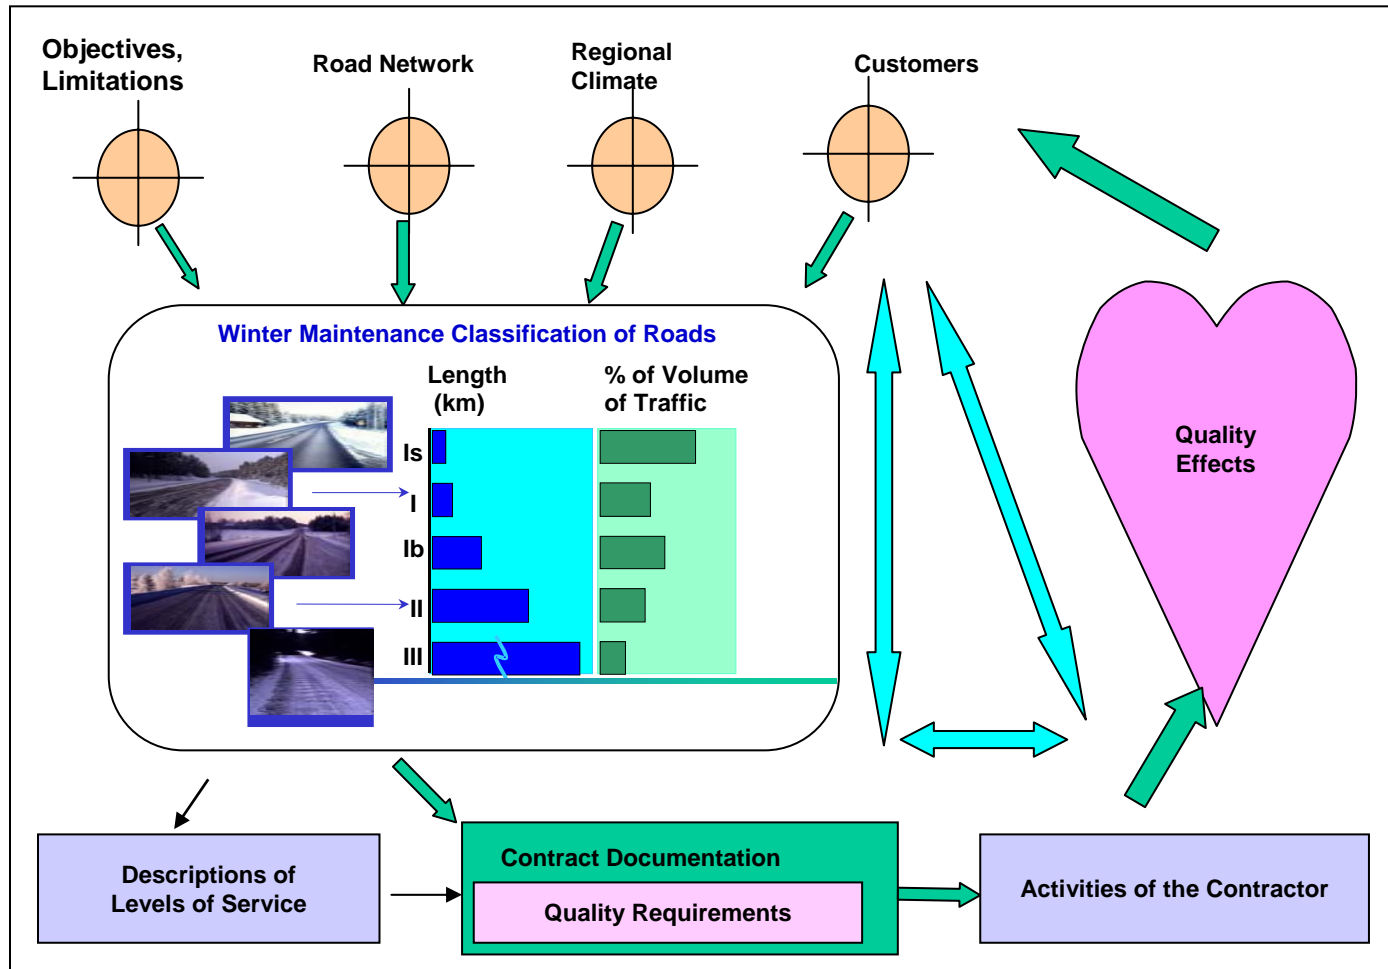 Objectives,
Limitations
Road Network
Regional
Climate
Customers
Winter Maintenance Classification of Roads
Length
(km)
% of Volume
of Traffic
Is
I
Ib
II
III
Quality
Effects
Descriptions of
Levels of Service
Contract Documentation
Quality Requirements
Activities of the Contractor